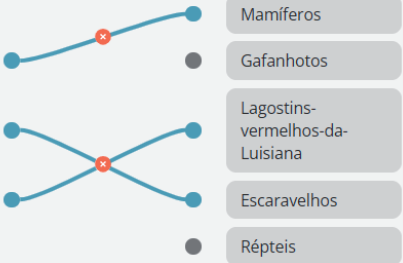 Mamíferos
Gafanhotos
Lagostins-
vermelhos-da-
Luisiana
Escaravelhos
Répteis